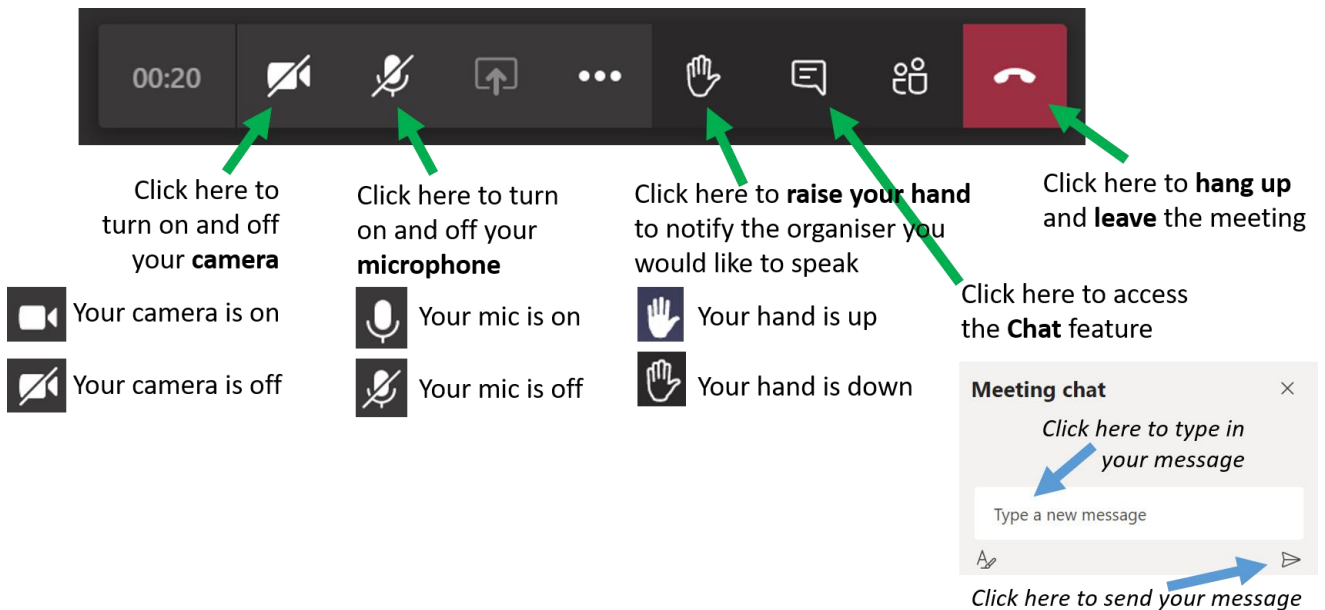 00:20
Click here to
turn on and off
your camera
Your camera is on
Your camera is off
Click here to turn
on and off your
microphone
Your mic is on
Your mic is off
Click here to raise your hand
to notify the organiser you
would like to speak
Your hand is up
Your hand is down
Click here to hang up
and leave the meeting
Click here to access
the Chat feature
Meeting chat
Click here to type in
your message
Type a new message
Click here to send your message